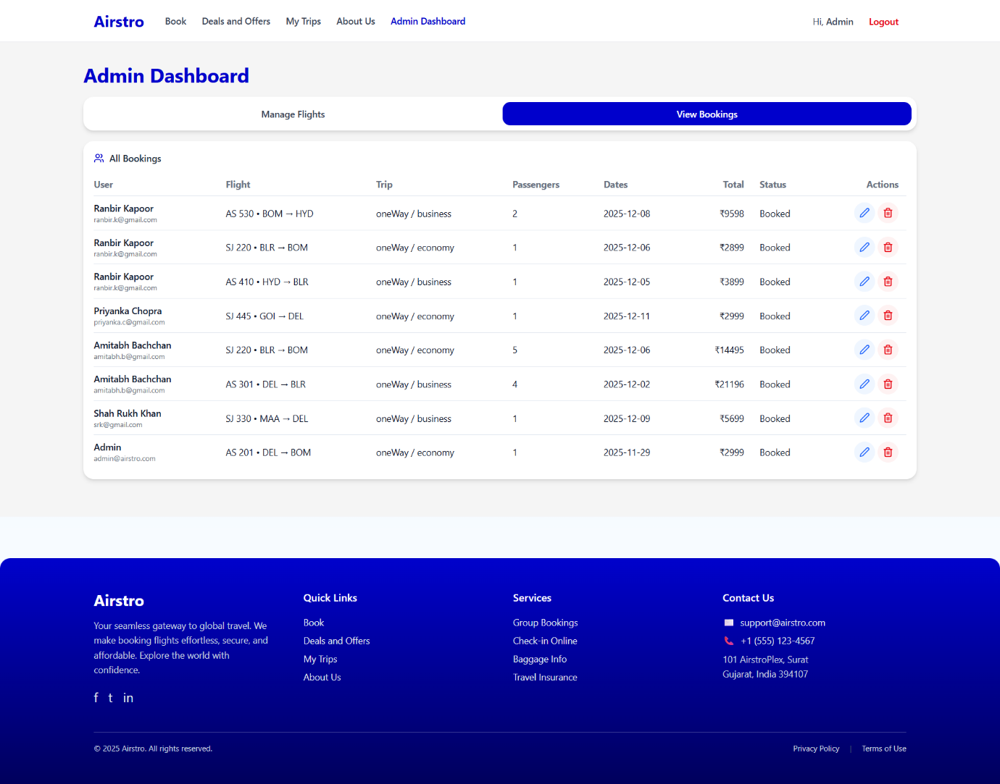 Airstro Book Deals and Offers My Trips About Us Admin Dashboard Hi, Admin Logout
Admin Dashboard
Manage Flights View Bookings
All Bookings
User Flight Trip Passengers Dates Total Status Actions
Ranbir Kapoor
ranbir.k@gmail.com
AS 530 • BOM → HYD oneWay / business 2 2025-12-08 ₹9598 Booked
Ranbir Kapoor
ranbir.k@gmail.com
SJ 220 • BLR → BOM oneWay / economy 1 2025-12-06 ₹2899 Booked
Ranbir Kapoor
ranbir.k@gmail.com
AS 410 • HYD → BLR oneWay / business 1 2025-12-05 ₹3899 Booked
Priyanka Chopra
priyanka.c@gmail.com
SJ 445 • GOI → DEL oneWay / economy 1 2025-12-11 ₹2999 Booked
Amitabh Bachchan
amitabh.b@gmail.com
SJ 220 • BLR → BOM oneWay / economy 5 2025-12-06 ₹14495 Booked
Amitabh Bachchan
amitabh.b@gmail.com
AS 301 • DEL → BLR oneWay / business 4 2025-12-02 ₹21196 Booked
Shah Rukh Khan
srk@gmail.com
SJ 330 • MAA → DEL oneWay / business 1 2025-12-09 ₹5699 Booked
Admin
admin@airstro.com
AS 201 • DEL → BOM oneWay / economy 1 2025-11-29 ₹2999 Booked
Airstro
Your seamless gateway to global travel. We
make booking flights effortless, secure, and
affordable. Explore the world with
confidence.
f t in
Quick Links
Book
Deals and Offers
My Trips
About Us
Services
Group Bookings
Check-in Online
Baggage Info
Travel Insurance
Contact Us
support@airstro.com
+1 (555) 123-4567
101 AirstroPlex, Surat
Gujarat, India 394107
© 2025 Airstro. All rights reserved.
Privacy Policy | Terms of Use